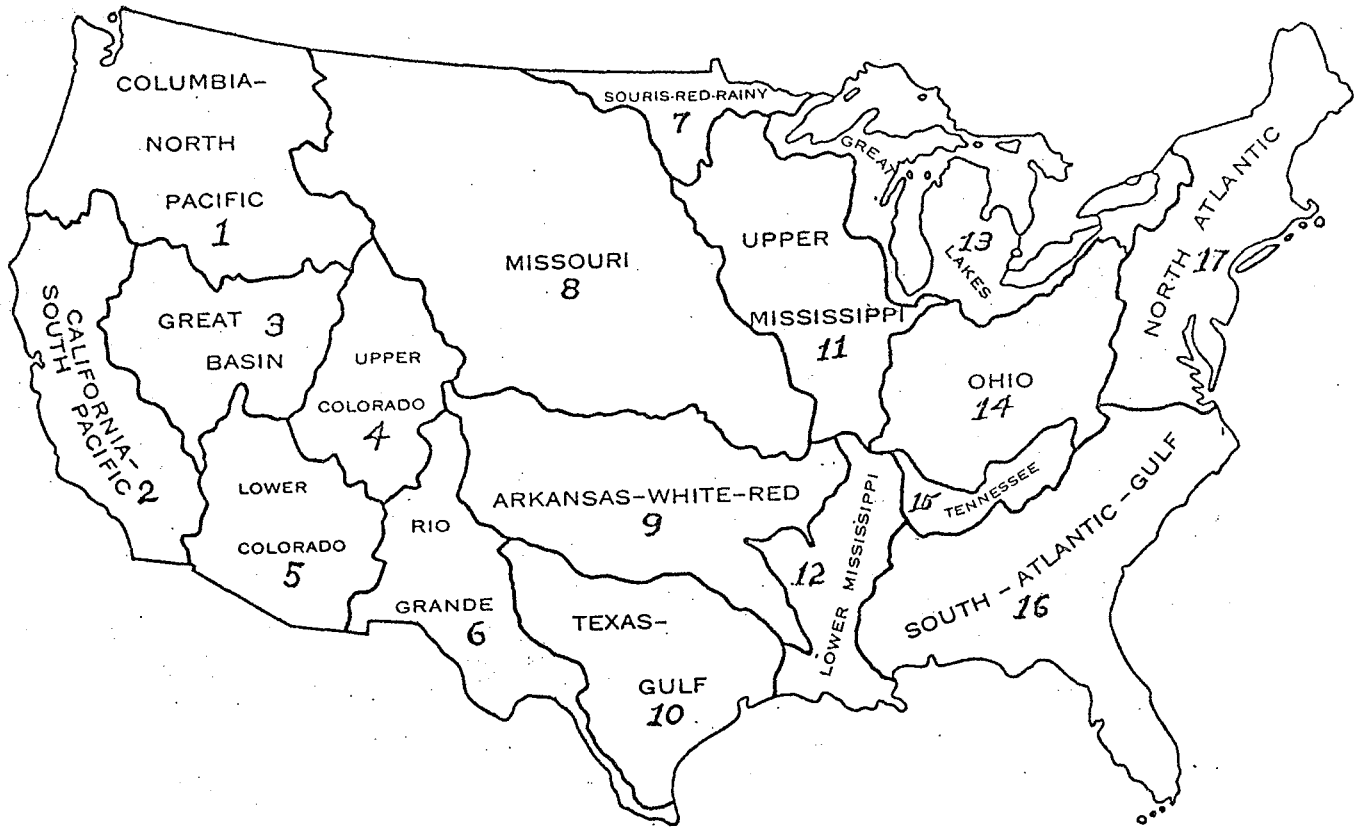 COLUMBIA-
NORTH
PACIFIC
1
CALIFORNIA-
SOUTH PACIFIC 2
GREAT 3
BASIN
UPPER
COLORADO
4
LOWER
COLORADO
5
RIO
GRANDE
6
SOURIS-RED-RAINY
7
MISSOURI
8
ARKANSAS-WHITE-RED
9
TEXAS-
GULF
10
UPPER
MISSISSIPPI
11
12
LOWER MISSISSIPPI
GREAT
13
LAKES
OHIO
14
15 TENNESSEE
SOUTH-ATLANTIC-GULF
16
NORTH ATLANTIC
17